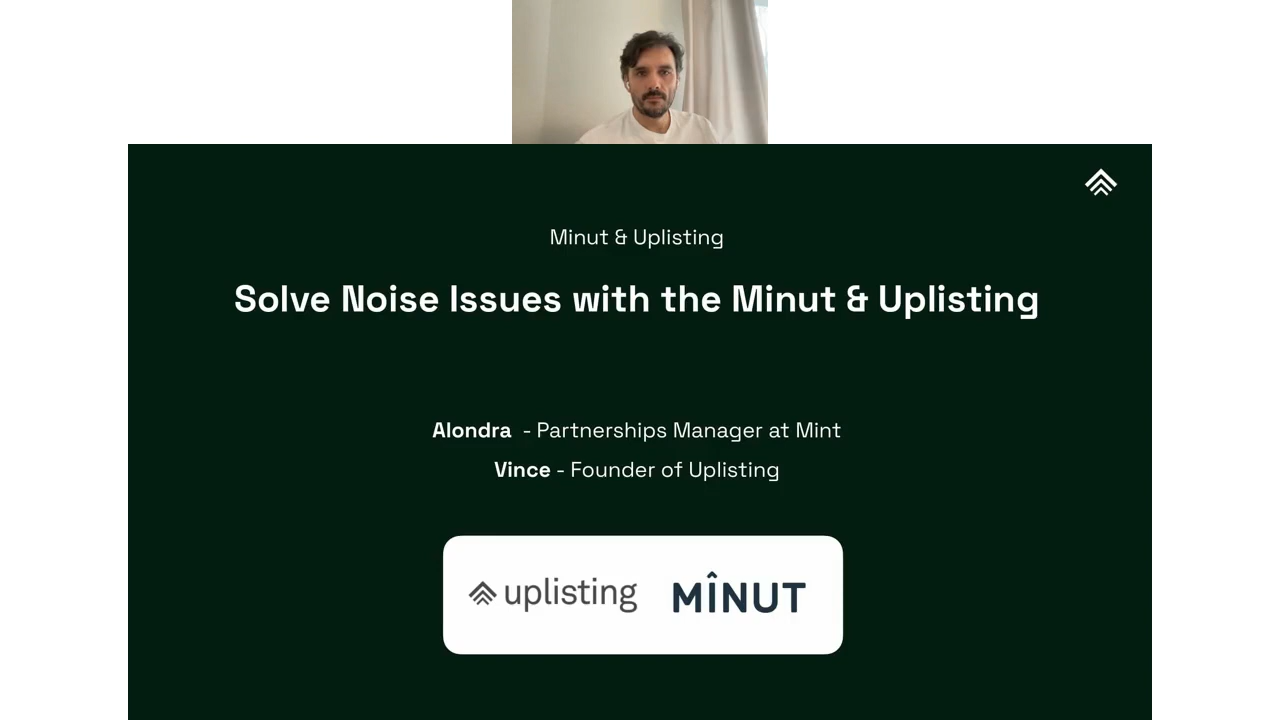 Minut & Uplisting
Solve Noise Issues with the Minut & Uplisting
Alondra - Partnerships Manager at Mint
Vince - Founder of Uplisting
uplisting MÎNUT